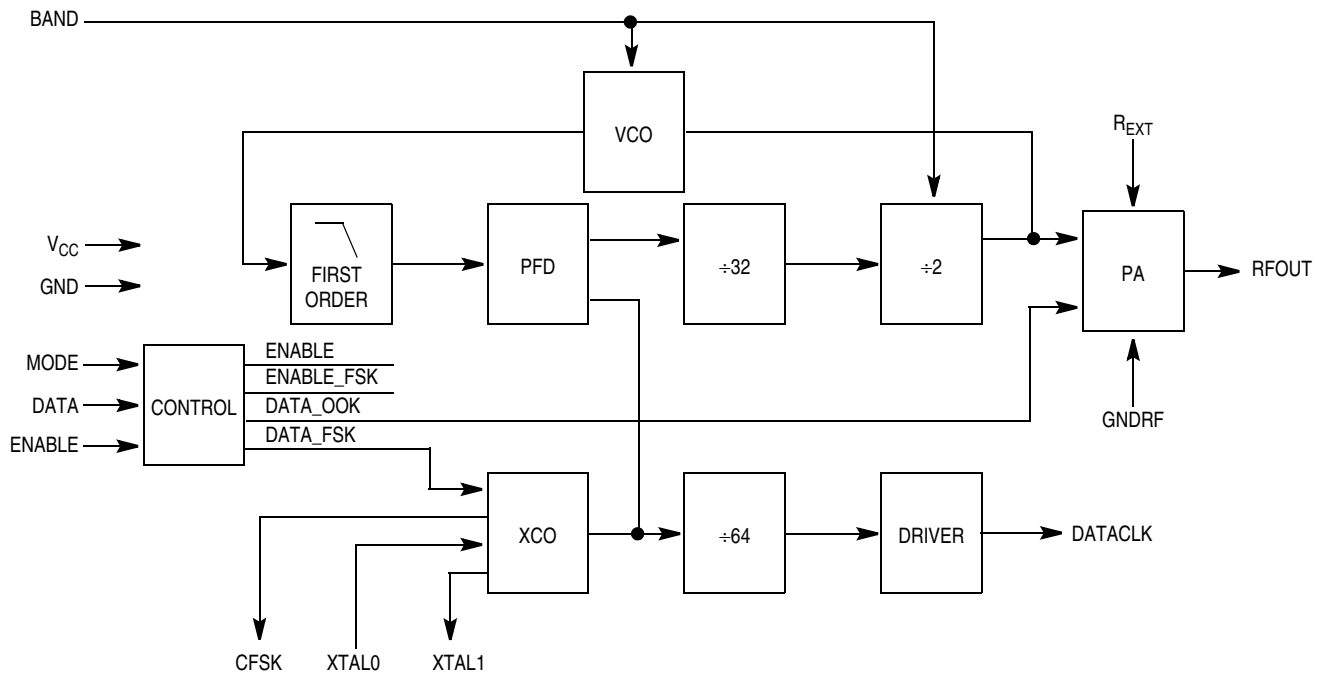 BAND
VCO
REXT
VCC
GND
FIRST
ORDER
PFD
÷32
÷2
PA
RFOUT
GNDRF
MODE
DATA
ENABLE
CONTROL
ENABLE
ENABLE_FSK
DATA_OOK
DATA_FSK
XCO
÷64
DRIVER
DATACLK
CFSK
XTAL0
XTAL1